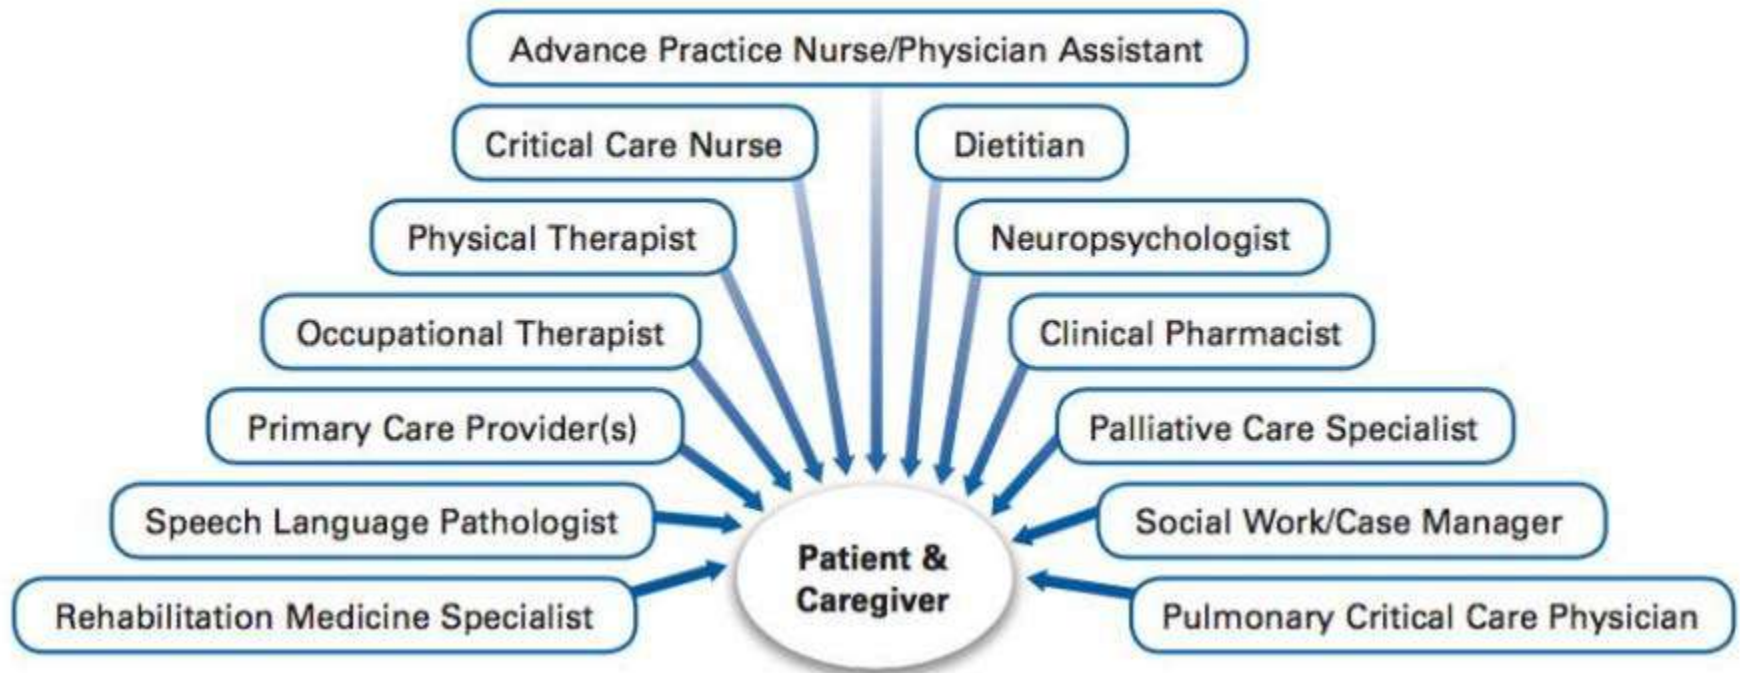 Advance Practice Nurse/Physician Assistant
Critical Care Nurse
Dietitian
Physical Therapist
Neuropsychologist
Occupational Therapist
Clinical Pharmacist
Primary Care Provider(s)
Palliative Care Specialist
Speech Language Pathologist
Social Work/Case Manager
Patient &
Caregiver
Rehabilitation Medicine Specialist
Pulmonary Critical Care Physician